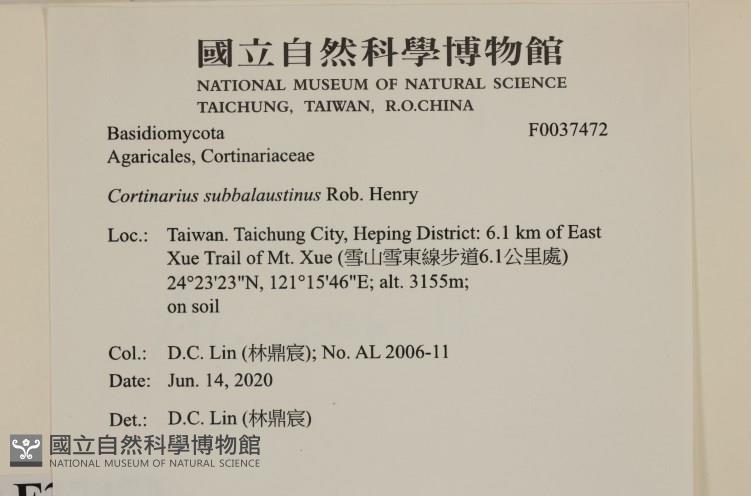 國立自然科學博物館
NATIONAL MUSEUM OF NATURAL SCIENCE
TAICHUNG, TAIWAN, R.O.CHINA
Basidiomycota F0037472
Agaricales, Cortinariaceae
Cortinarius subbalaustinus Rob. Henry
Loc.: Taiwan. Taichung City, Heping District: 6.1 km of East
Xue Trail of Mt. Xue (雪山雪東線步道6.1公里處)
24°23'23"N, 121°15'46"E; alt. 3155m;
on soil
Col.: D.C. Lin (林鼎宸); No. AL 2006-11
Date: Jun. 14, 2020
Det.: D.C. Lin (林鼎宸)
國立自然科學博物館
NATIONAL MUSEUM OF NATURAL SCIENCE